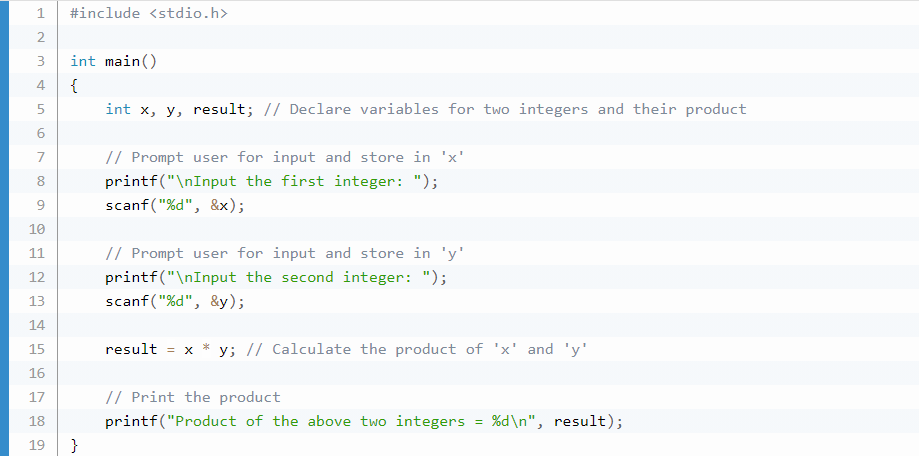 1 #include <stdio.h>
2
3 int main()
4 {
5     int x, y, result; // Declare variables for two integers and their product
6
7     // Prompt user for input and store in 'x'
8     printf("\nInput the first integer: ");
9     scanf("%d", &x);
10
11     // Prompt user for input and store in 'y'
12     printf("\nInput the second integer: ");
13     scanf("%d", &y);
14
15     result = x * y; // Calculate the product of 'x' and 'y'
16
17     // Print the product
18     printf("Product of the above two integers = %d\n", result);
19 }